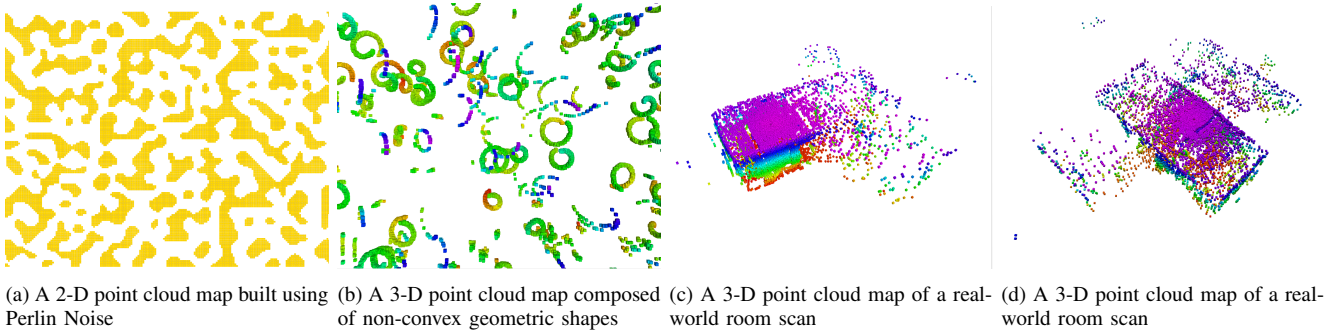 (a) A 2-D point cloud map built using
Perlin Noise
(b) A 3-D point cloud map composed
of non-convex geometric shapes
(c) A 3-D point cloud map of a real-
world room scan
(d) A 3-D point cloud map of a real-
world room scan